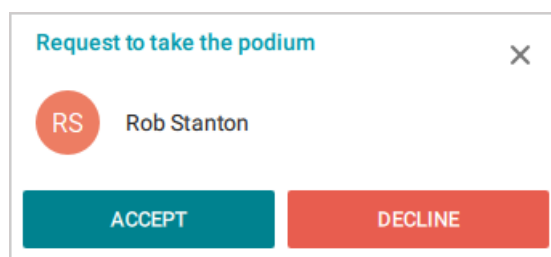 Request to take the podium
RS
Rob Stanton
ACCEPT
DECLINE